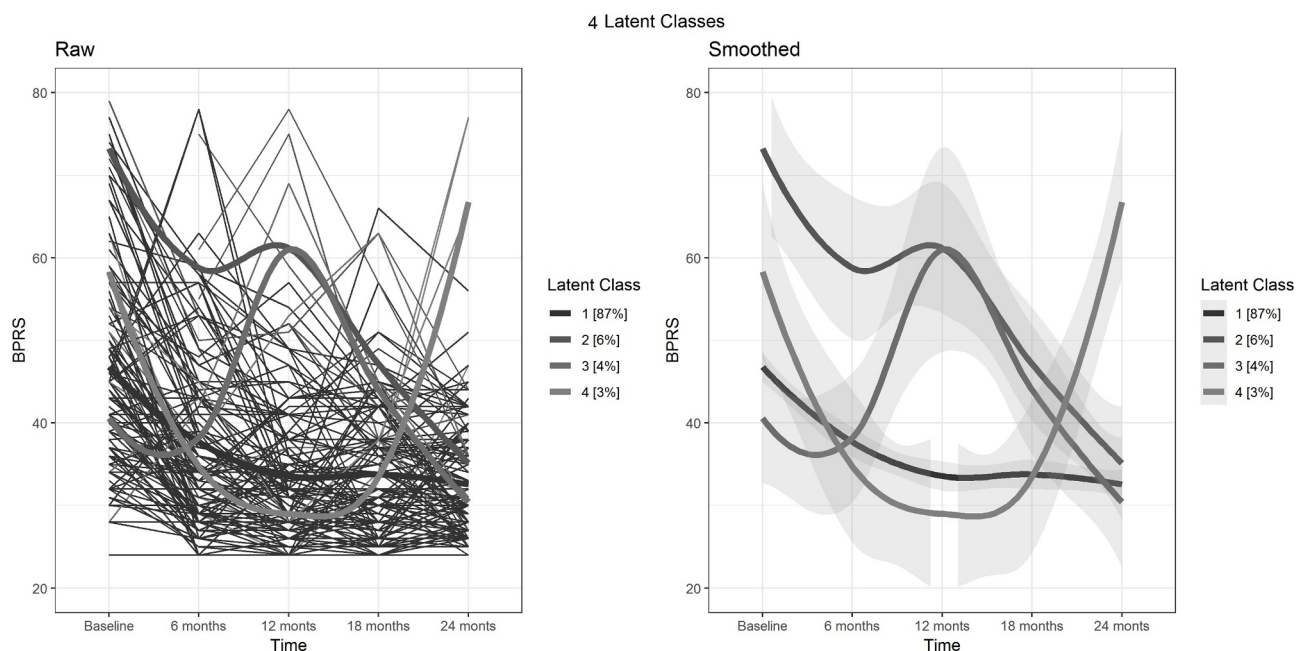 4 Latent Classes
Raw
80
60
40
20
BPRS
Baseline
6 months
12 monts
18 months
24 monts
Time
Latent Class
1 [87%]
2 [6%]
3 [4%]
4 [3%]
Smoothed
80
60
40
20
BPRS
Baseline
6 months
12 monts
18 months
24 monts
Time
Latent Class
1 [87%]
2 [6%]
3 [4%]
4 [3%]